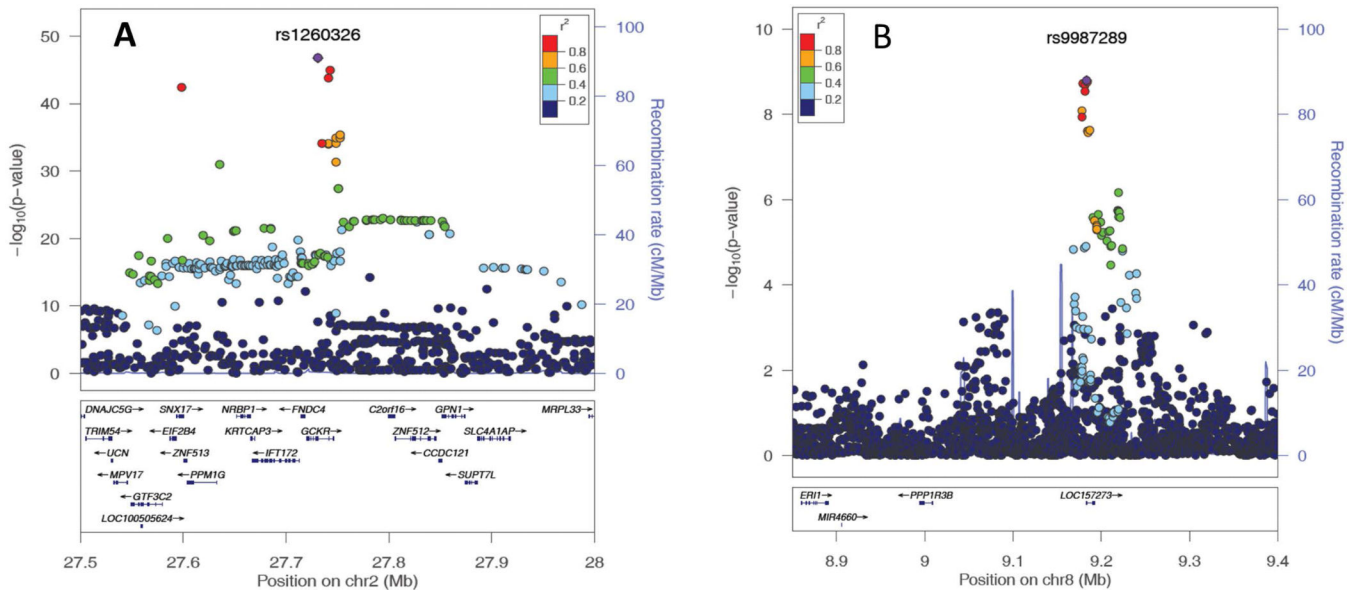 A
rs1260326
r²
0.8
0.6
0.4
0.2
50
40
30
20
10
0
−log10(p−value)
100
80
60
40
20
0
Recombination rate (cM/Mb)
DNAJC5G→ SNX17→ NRBP1→ ←FNDC4 C2orf16→ GPN1→ MRPL33→
TRIM54→ ←EIF2B4 KRTCAP3→ GCKR→ ZNF512→ SLC4A1AP→
←UCN ←ZNF513 ←IFT172 ←CCDC121
←MPV17 ←PPM1G ←SUPT7L
←GTF3C2
LOC100505624→
27.5 27.6 27.7 27.8 27.9 28
Position on chr2 (Mb)
B
rs9987289
r²
0.8
0.6
0.4
0.2
10
8
6
4
2
0
−log10(p−value)
100
80
60
40
20
0
Recombination rate (cM/Mb)
ERI1→ ←PPP1R3B LOC157273→
MIR4660→
8.9 9 9.1 9.2 9.3 9.4
Position on chr8 (Mb)